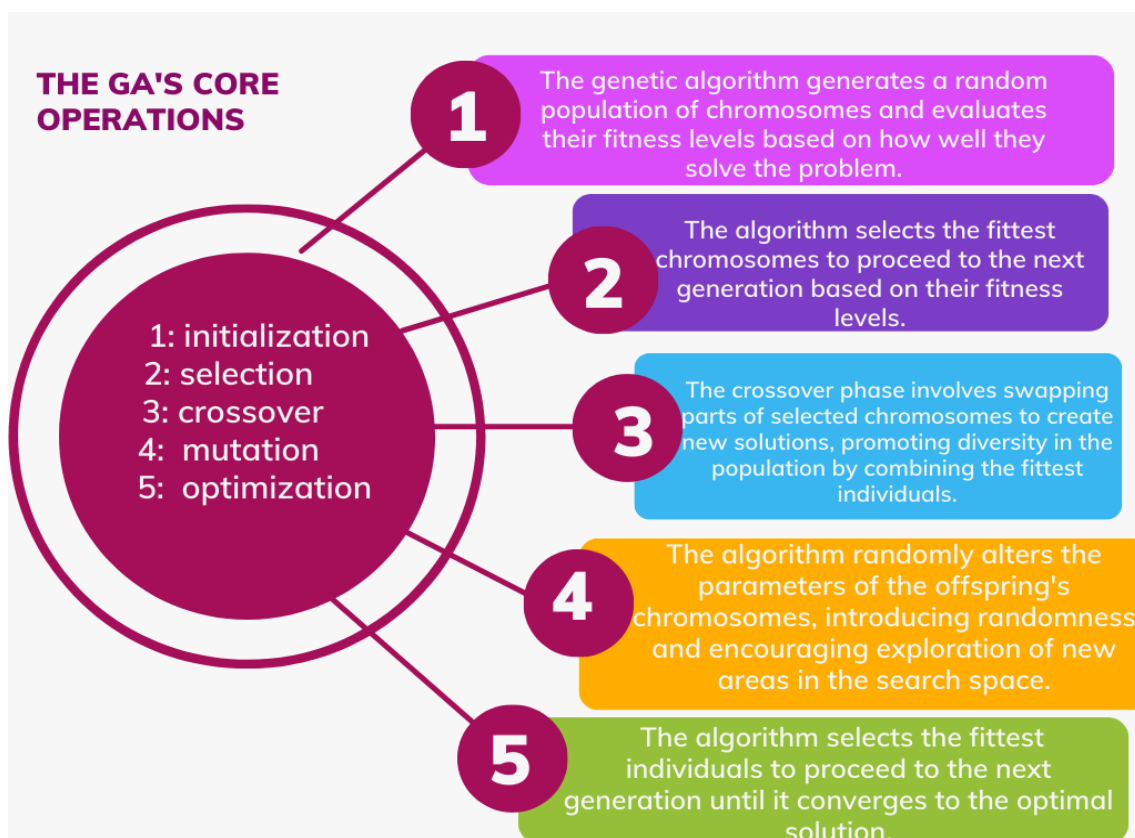 THE GA'S CORE
OPERATIONS
1: initialization
2: selection
3: crossover
4: mutation
5: optimization
1
The genetic algorithm generates a random
population of chromosomes and evaluates
their fitness levels based on how well they
solve the problem.
2
The algorithm selects the fittest
chromosomes to proceed to the next
generation based on their fitness
levels.
3
The crossover phase involves swapping
parts of selected chromosomes to create
new solutions, promoting diversity in the
population by combining the fittest
individuals.
4
The algorithm randomly alters the
parameters of the offspring's
chromosomes, introducing randomness
and encouraging exploration of new
areas in the search space.
5
The algorithm selects the fittest
individuals to proceed to the next
generation until it converges to the optimal
solution.